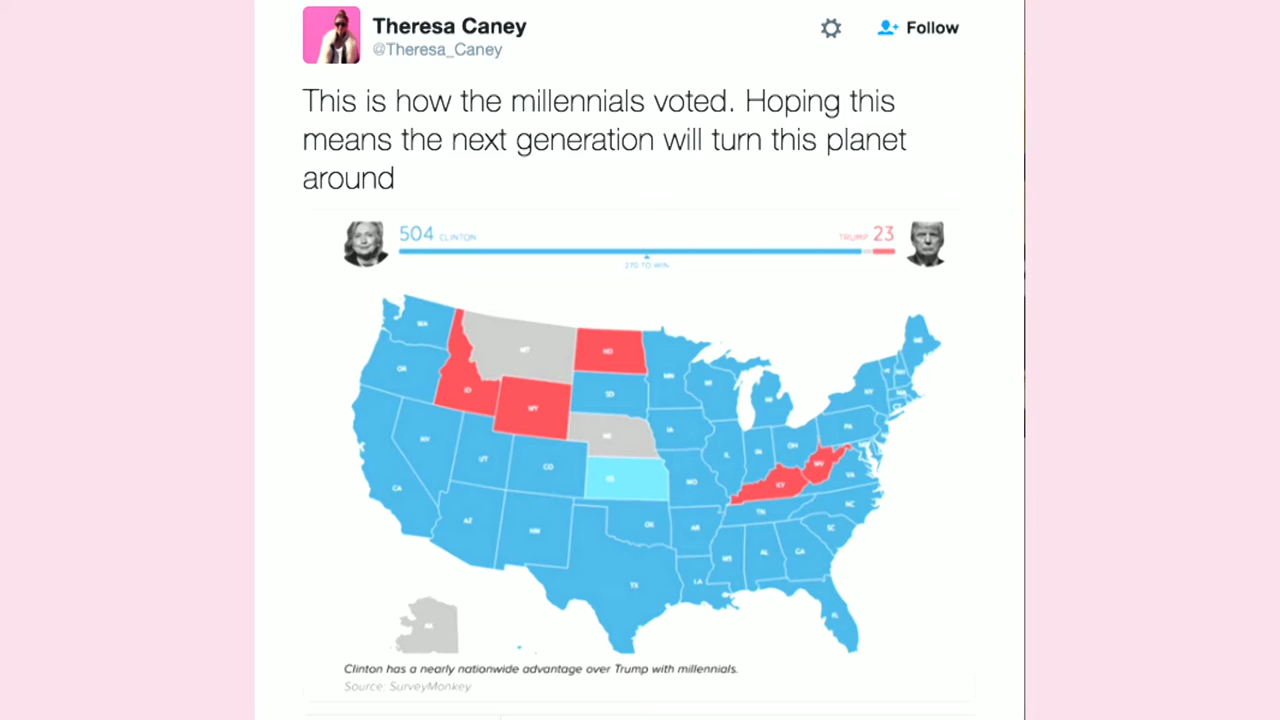 Theresa Caney
Follow
@Theresa_Caney
This is how the millennials voted. Hoping this
means the next generation will turn this planet
around
504 CLINTON
TRUMP 23
270 TO WIN
WA
MT
ND
ME
OR
ID
WY
SD
MN
WI
MI
NY
NV
UT
CO
NE
IA
IL
IN
OH
PA
CA
KS
MO
KY
WV
VA
AZ
NM
OK
AR
TN
NC
SC
TX
LA
MS
AL
GA
FL
AK
Clinton has a nearly nationwide advantage over Trump with millennials.
Source: SurveyMonkey